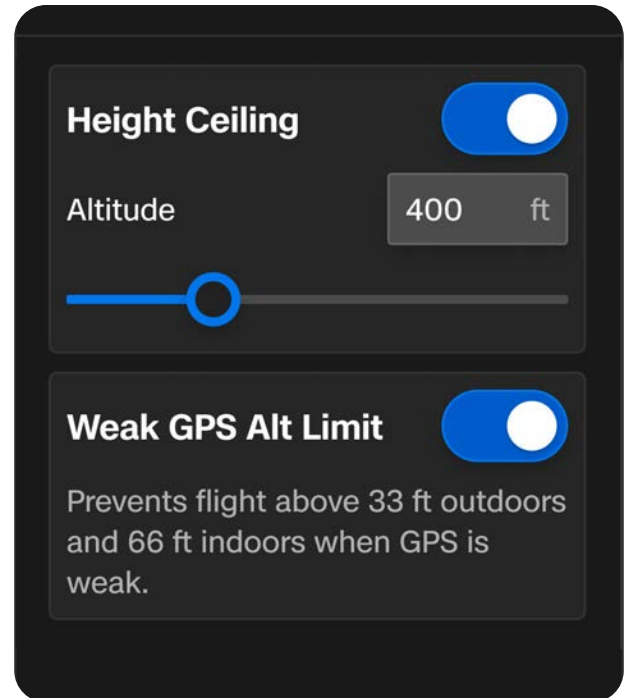 Height Ceiling
Altitude
400 ft
Weak GPS Alt Limit
Prevents flight above 33 ft outdoors
and 66 ft indoors when GPS is
weak.